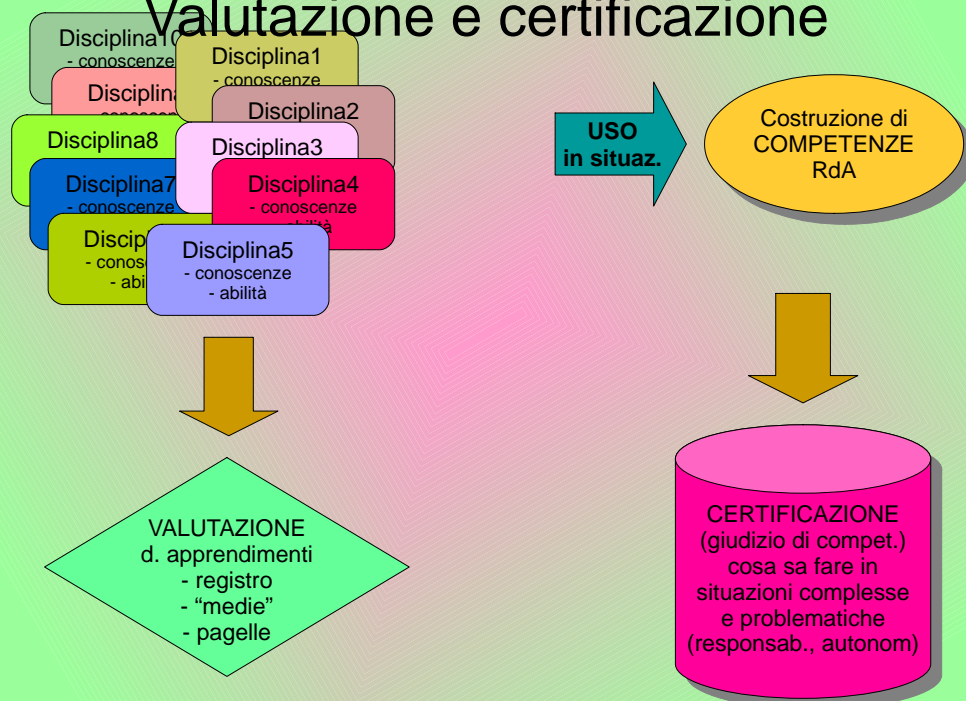 Valutazione e certificazione
Disciplina10
- conoscenze
Disciplina1
- conoscenze
Disciplina2
Disciplina8
Disciplina3
Disciplina7
- conoscenze
Disciplina4
- conoscenze
Disciplina5
- conoscenze
- abilità
USO
in situaz.
Costruzione di
COMPETENZE
RdA
VALUTAZIONE
d. apprendimenti
- registro
- “medie”
- pagelle
CERTIFICAZIONE
(giudizio di compet.)
cosa sa fare in
situazioni complesse
e problematiche
(responsab., autonom)